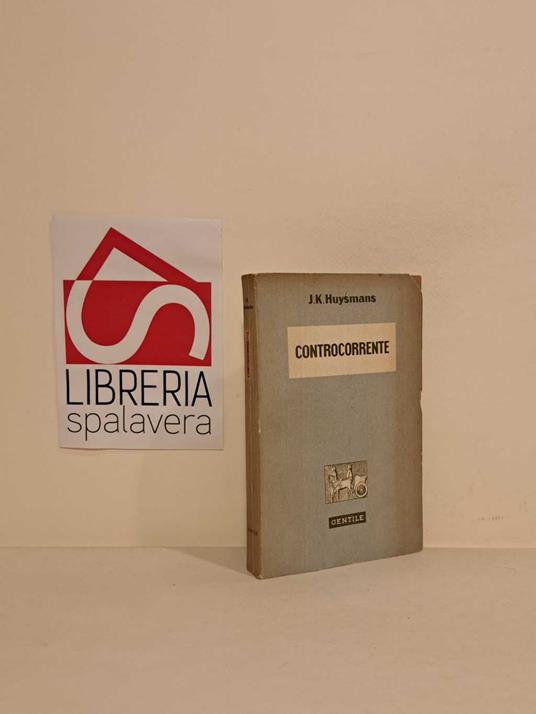 LIBRERIA
spalavera
J.K. Huysmans
CONTROCORRENTE
GENTILE